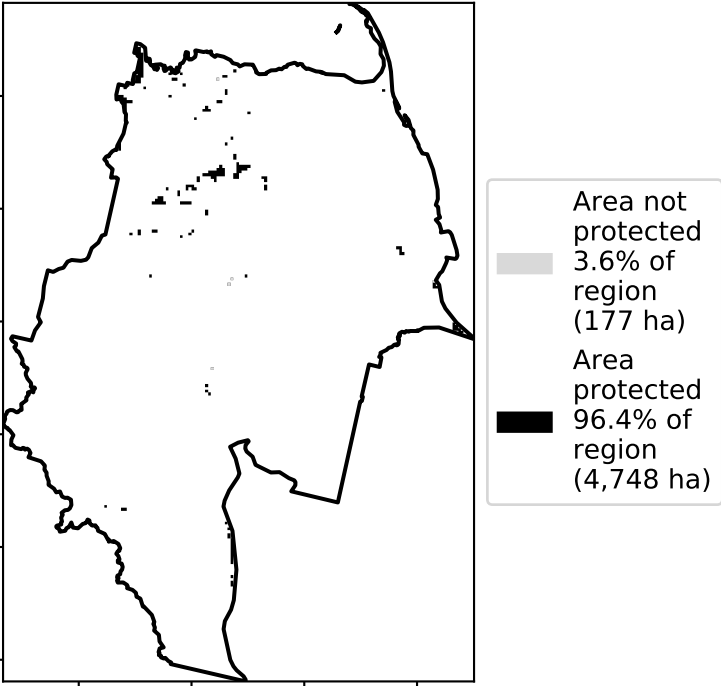 Area not
protected
3.6% of
region
(177 ha)
Area
protected
96.4% of
region
(4,748 ha)